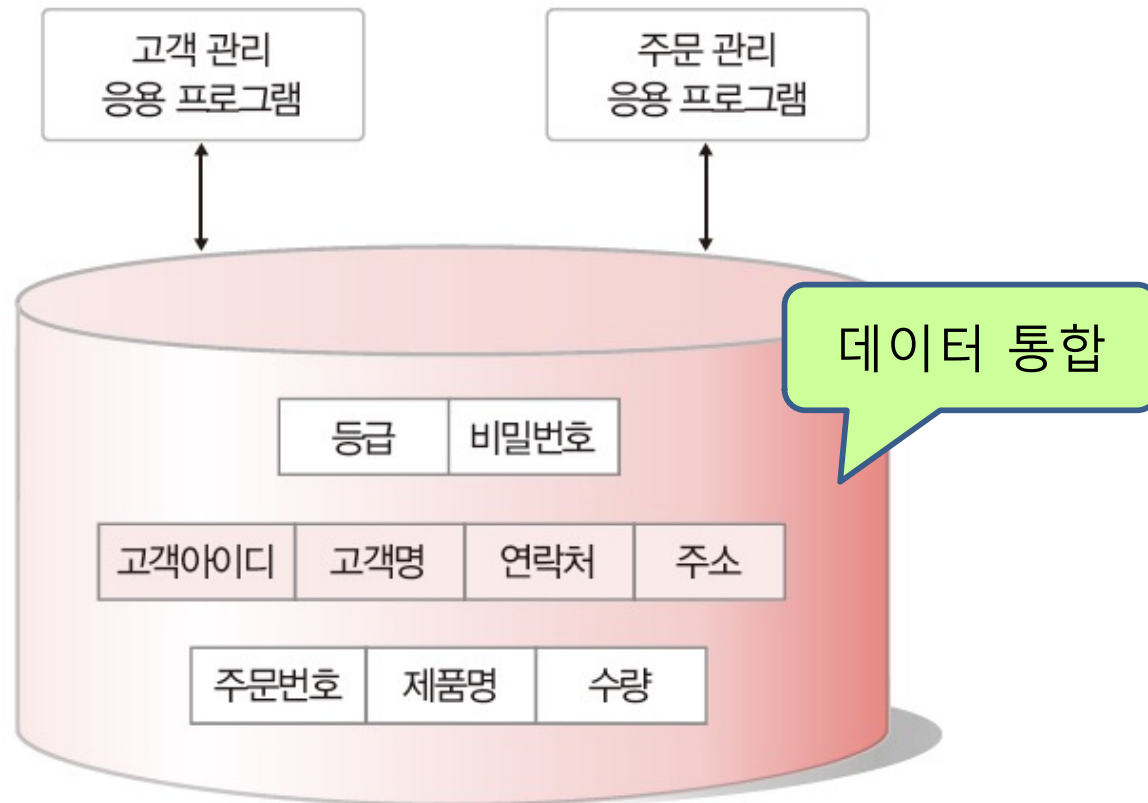 고객 관리
응용 프로그램
주문 관리
응용 프로그램
데이터 통합
등급 비밀번호
고객아이디 고객명 연락처 주소
주문번호 제품명 수량